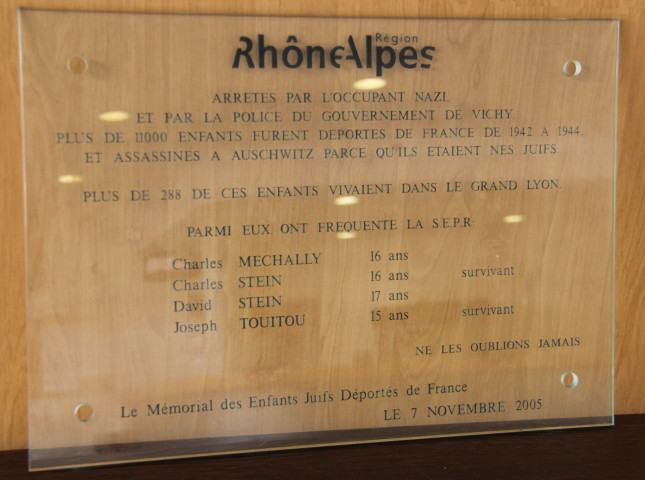 Région
RhôneAlpes
ARRETES PAR L'OCCUPANT NAZI,
ET PAR LA POLICE DU GOUVERNEMENT DE VICHY,
PLUS DE 11000 ENFANTS FURENT DEPORTES DE FRANCE DE 1942 A 1944,
ET ASSASSINES A AUSCHWITZ PARCE QU'ILS ETAIENT NES JUIFS.
PLUS DE 288 DE CES ENFANTS VIVAIENT DANS LE GRAND LYON.
PARMI EUX ONT FREQUENTE LA S.E.P.R:
Charles MECHALLY 16 ans
Charles STEIN 16 ans survivant
David STEIN 17 ans
Joseph TOUITOU 15 ans survivant
NE LES OUBLIONS JAMAIS
Le Mémorial des Enfants Juifs Déportés de France
LE 7 NOVEMBRE 2005